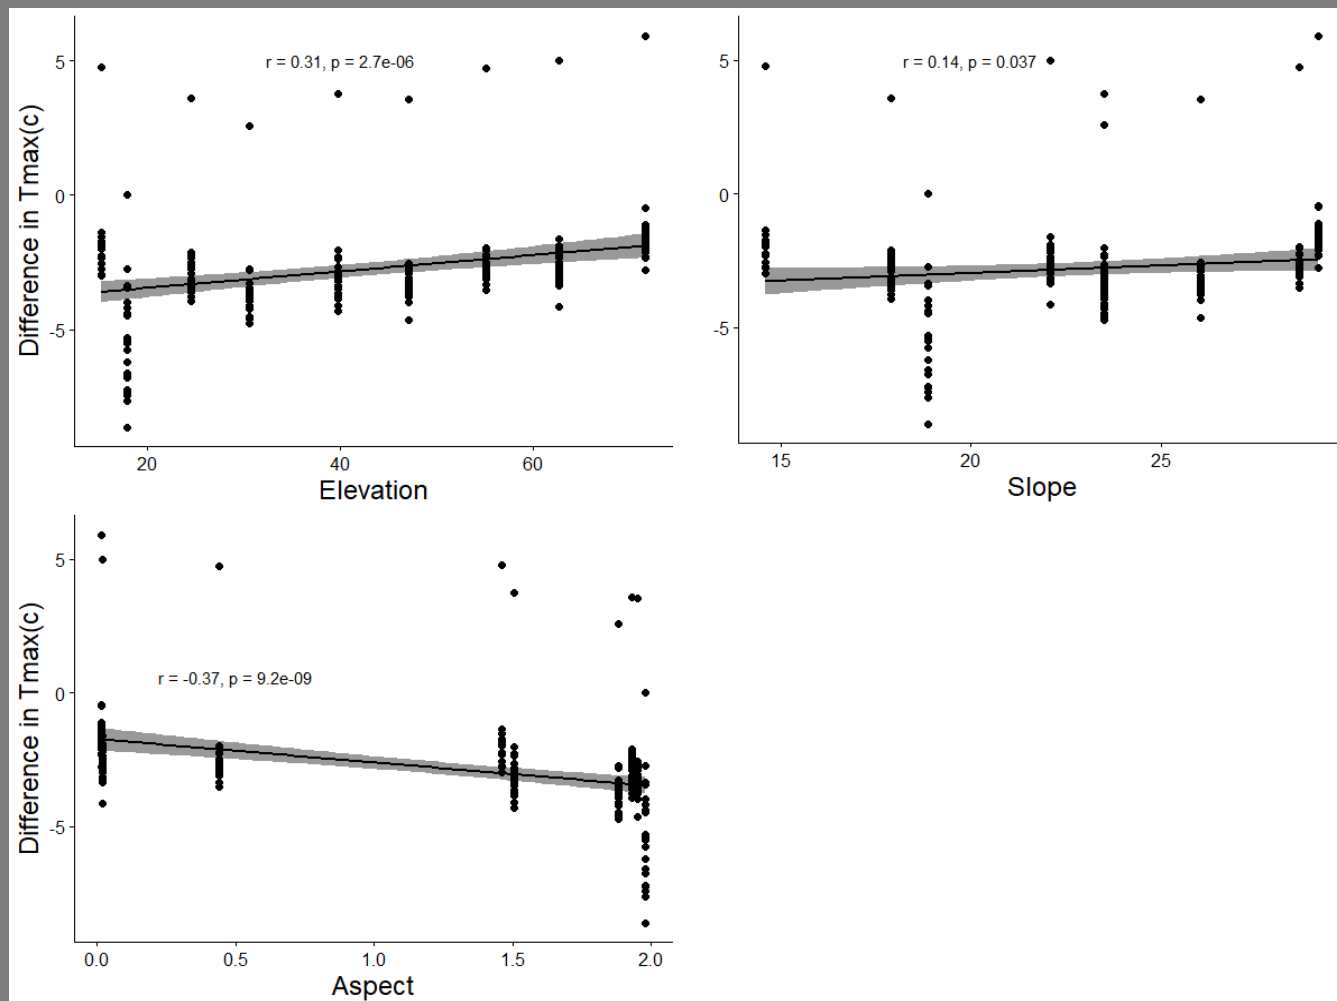 r = 0.31, p = 2.7e-06
Difference in Tmax(c)
5
0
-5
20 40 60
Elevation
r = 0.14, p = 0.037
5
0
-5
15 20 25
Slope
r = -0.37, p = 9.2e-09
Difference in Tmax(c)
5
0
-5
0.0 0.5 1.0 1.5 2.0
Aspect